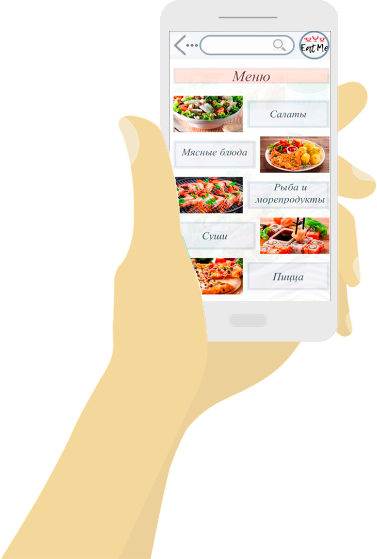 Eat Me
Меню
Салаты
Мясные блюда
Рыба и
морепродукты
Суши
Пицца